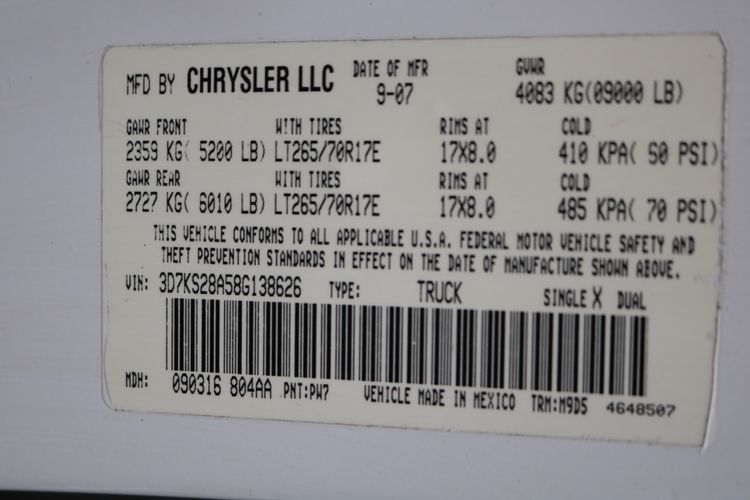 MFD BY CHRYSLER LLC DATE OF MFR GVWR
9-07 4083 KG(09000 LB)
GAWR FRONT WITH TIRES RIMS AT COLD
2359 KG( 5200 LB) LT265/70R17E 17X8.0 410 KPA( 60 PSI)
GAWR REAR WITH TIRES RIMS AT COLD
2727 KG( 6010 LB) LT265/70R17E 17X8.0 485 KPA( 70 PSI)
THIS VEHICLE CONFORMS TO ALL APPLICABLE U.S.A. FEDERAL MOTOR VEHICLE SAFETY AND
THEFT PREVENTION STANDARDS IN EFFECT ON THE DATE OF MANUFACTURE SHOWN ABOVE.
VIN: 3D7KS28A58G138626 TYPE: TRUCK SINGLE X DUAL
MDH: 090316 804AA PNT:PW7 VEHICLE MADE IN MEXICO TRM:M9D5 4648507